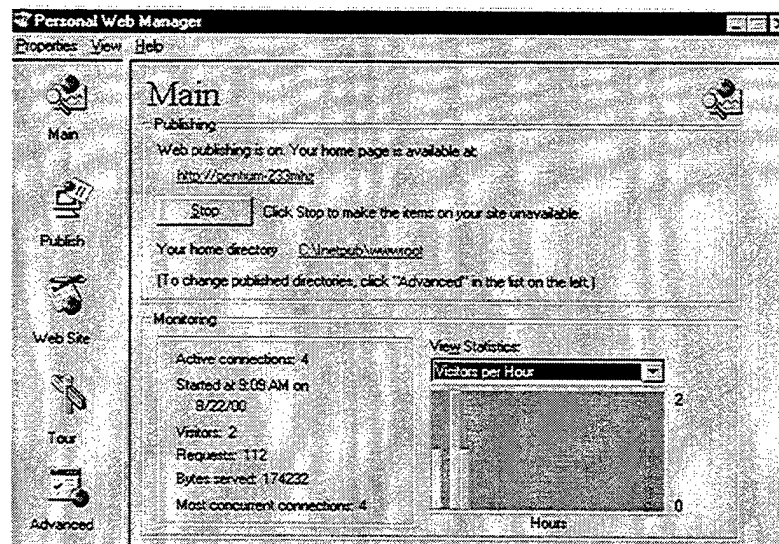 Personal Web Manager
Properties View Help
Main
Publish
Web Site
Tour
Advanced
Main
Publishing
Web publishing is on. Your home page is available at:
http://pentium-233mhz
Stop
Click Stop to make the items on your site unavailable.
Your home directory C:\Inetpub\wwwroot
(To change published directories, click "Advanced" in the list on the left.)
Monitoring
Active connections: 4
Started at 9:09 AM on
8/22/00
Visitors: 2
Requests: 112
Bytes served: 174232
Most concurrent connections: 4
View Statistics:
Visitors per Hour
2
0
Hours